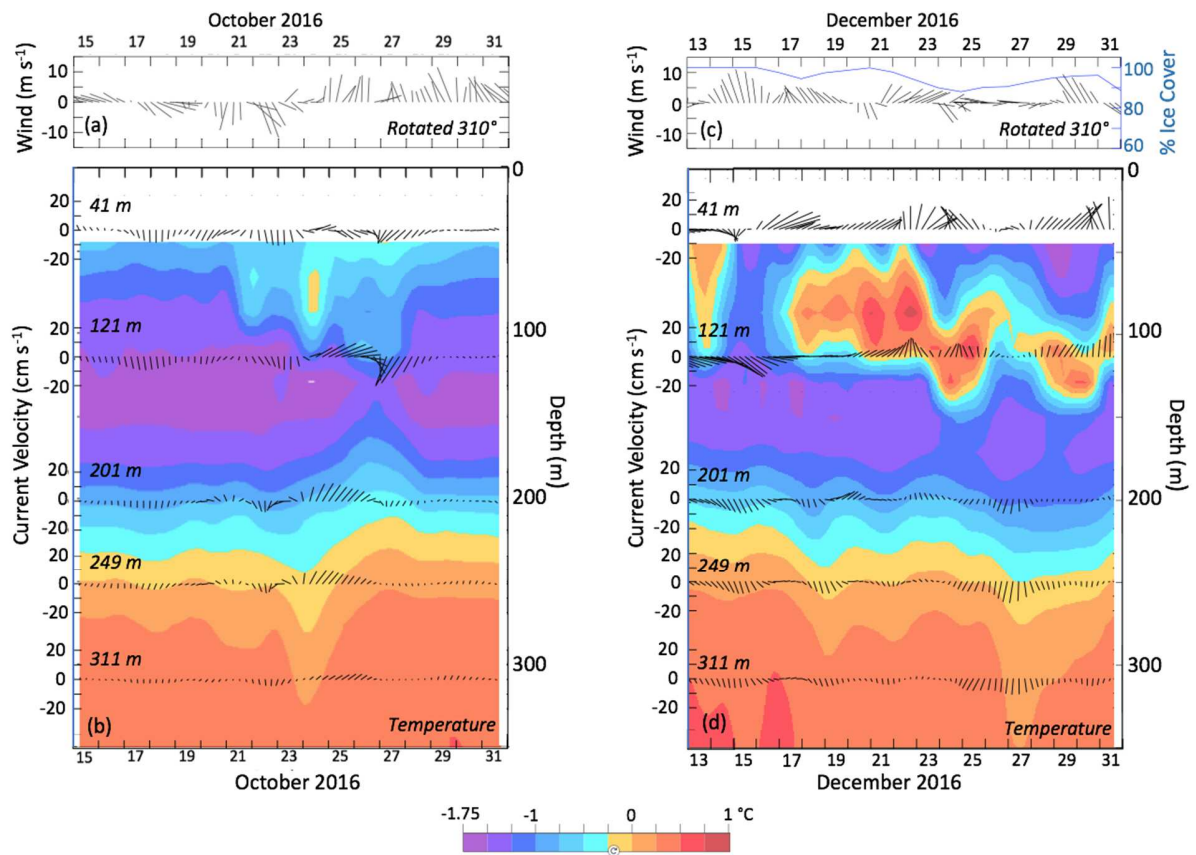 October 2016
15 17 19 21 23 25 27 29 31
Wind (m s⁻¹)
10
0
-10
(a)
Rotated 310°
December 2016
13 15 17 19 21 23 25 27 29 31
Wind (m s⁻¹)
10
0
-10
(c)
Rotated 310°
100
80
60
% Ice Cover
Current Velocity (cm s⁻¹)
20
0
-20
41 m
20
0
-20
121 m
20
0
-20
201 m
20
0
-20
249 m
20
0
-20
311 m
(b)
Temperature
0
100
200
300
Depth (m)
15 17 19 21 23 25 27 29 31
October 2016
Current Velocity (cm s⁻¹)
20
0
-20
41 m
20
0
-20
121 m
20
0
-20
201 m
20
0
-20
249 m
20
0
-20
311 m
(d)
Temperature
0
100
200
300
Depth (m)
13 15 17 19 21 23 25 27 29 31
December 2016
-1.75 -1 0 1 °C